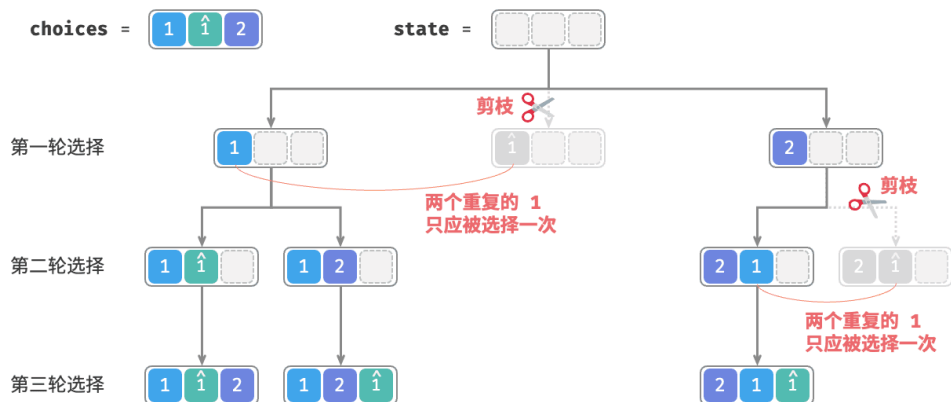 choices = 1 1̂ 2
state =
剪枝
第一轮选择
1
1̂
2
剪枝
两个重复的 1
只应被选择一次
第二轮选择
1 1̂
1 2
2 1
2 1̂
两个重复的 1
只应被选择一次
第三轮选择
1 1̂ 2
1 2 1̂
2 1 1̂